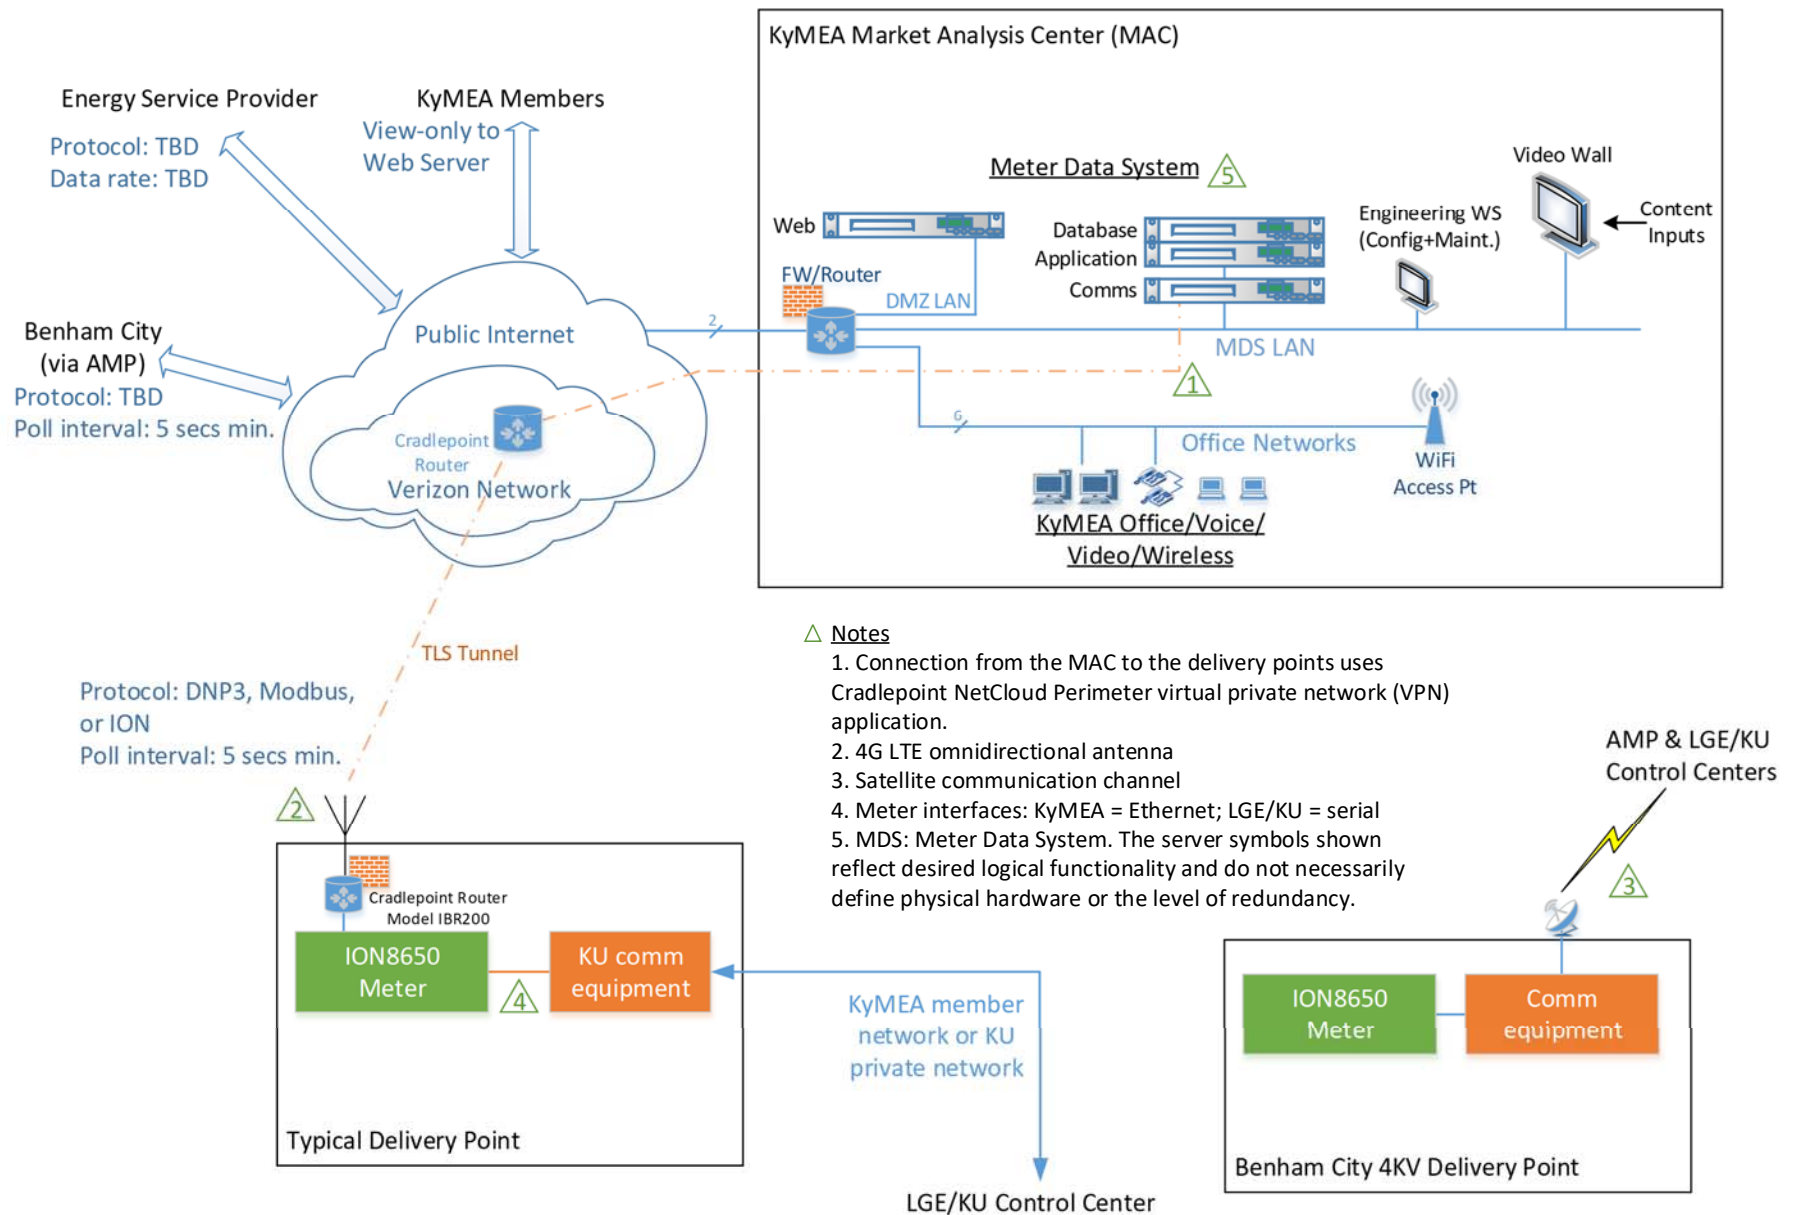 KyMEA Market Analysis Center (MAC)
Energy Service Provider
Protocol: TBD
Data rate: TBD
KyMEA Members
View-only to
Web Server
Meter Data System
5
Video Wall
Content
Inputs
Engineering WS
(Config+Maint.)
Web
Database
Application
Comms
FW/Router
DMZ LAN
2
MDS LAN
1
Public Internet
Benham City
(via AMP)
Protocol: TBD
Poll interval: 5 secs min.
Cradlepoint
Router
Verizon Network
6
Office Networks
WiFi
Access Pt
KyMEA Office/Voice/
Video/Wireless
TLS Tunnel
Protocol: DNP3, Modbus,
or ION
Poll interval: 5 secs min.
Notes
1. Connection from the MAC to the delivery points uses
Cradlepoint NetCloud Perimeter virtual private network (VPN)
application.
2. 4G LTE omnidirectional antenna
3. Satellite communication channel
4. Meter interfaces: KyMEA = Ethernet; LGE/KU = serial
5. MDS: Meter Data System. The server symbols shown
reflect desired logical functionality and do not necessarily
define physical hardware or the level of redundancy.
AMP & LGE/KU
Control Centers
3
2
Cradlepoint Router
Model IBR200
ION8650
Meter
4
KU comm
equipment
KyMEA member
network or KU
private network
Typical Delivery Point
LGE/KU Control Center
ION8650
Meter
Comm
equipment
Benham City 4KV Delivery Point